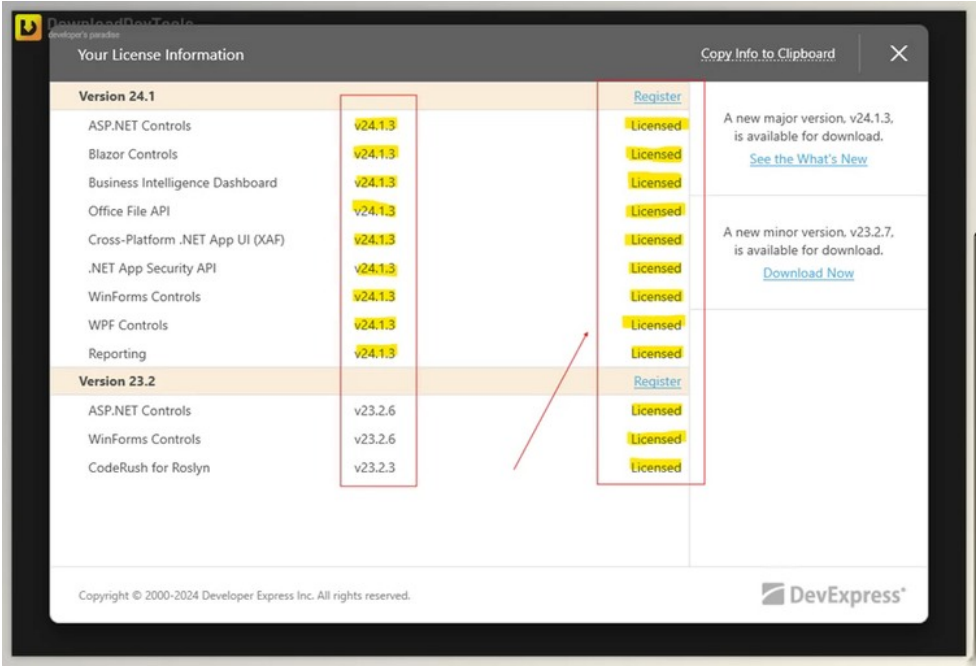 DownloadDevTools
developer's paradise
Your License Information
Copy Info to Clipboard
Version 24.1 Register
ASP.NET Controls v24.1.3 Licensed
Blazor Controls v24.1.3 Licensed
Business Intelligence Dashboard v24.1.3 Licensed
Office File API v24.1.3 Licensed
Cross-Platform .NET App UI (XAF) v24.1.3 Licensed
.NET App Security API v24.1.3 Licensed
WinForms Controls v24.1.3 Licensed
WPF Controls v24.1.3 Licensed
Reporting v24.1.3 Licensed
Version 23.2 Register
ASP.NET Controls v23.2.6 Licensed
WinForms Controls v23.2.6 Licensed
CodeRush for Roslyn v23.2.3 Licensed
A new major version, v24.1.3,
is available for download.
See the What's New
A new minor version, v23.2.7,
is available for download.
Download Now
Copyright © 2000-2024 Developer Express Inc. All rights reserved.
DevExpress